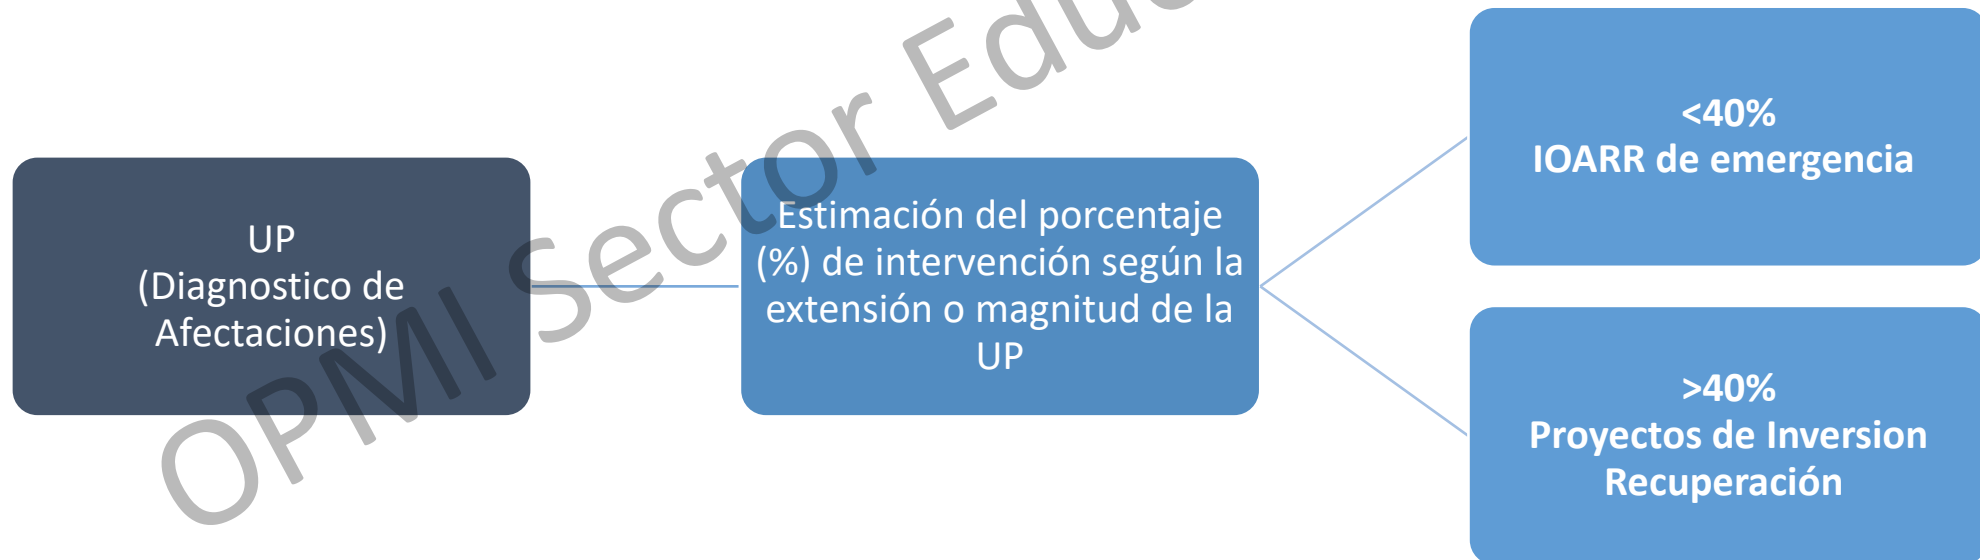 UP
(Diagnostico de
Afectaciones)
Estimación del porcentaje
(%) de intervención según la
extensión o magnitud de la
UP
<40%
IOARR de emergencia
>40%
Proyectos de Inversion
Recuperación
OPMI Sector